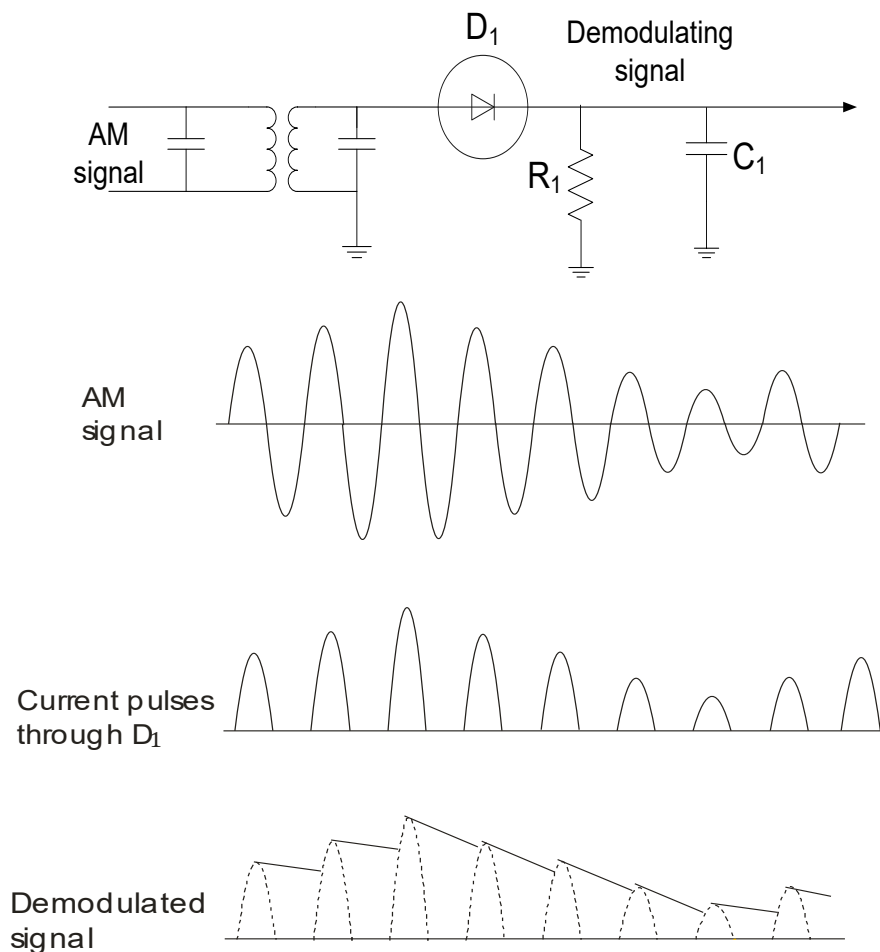 D₁
Demodulating
signal
AM
signal
R₁
C₁
AM
signal
Current pulses
through D₁
Demodulated
signal